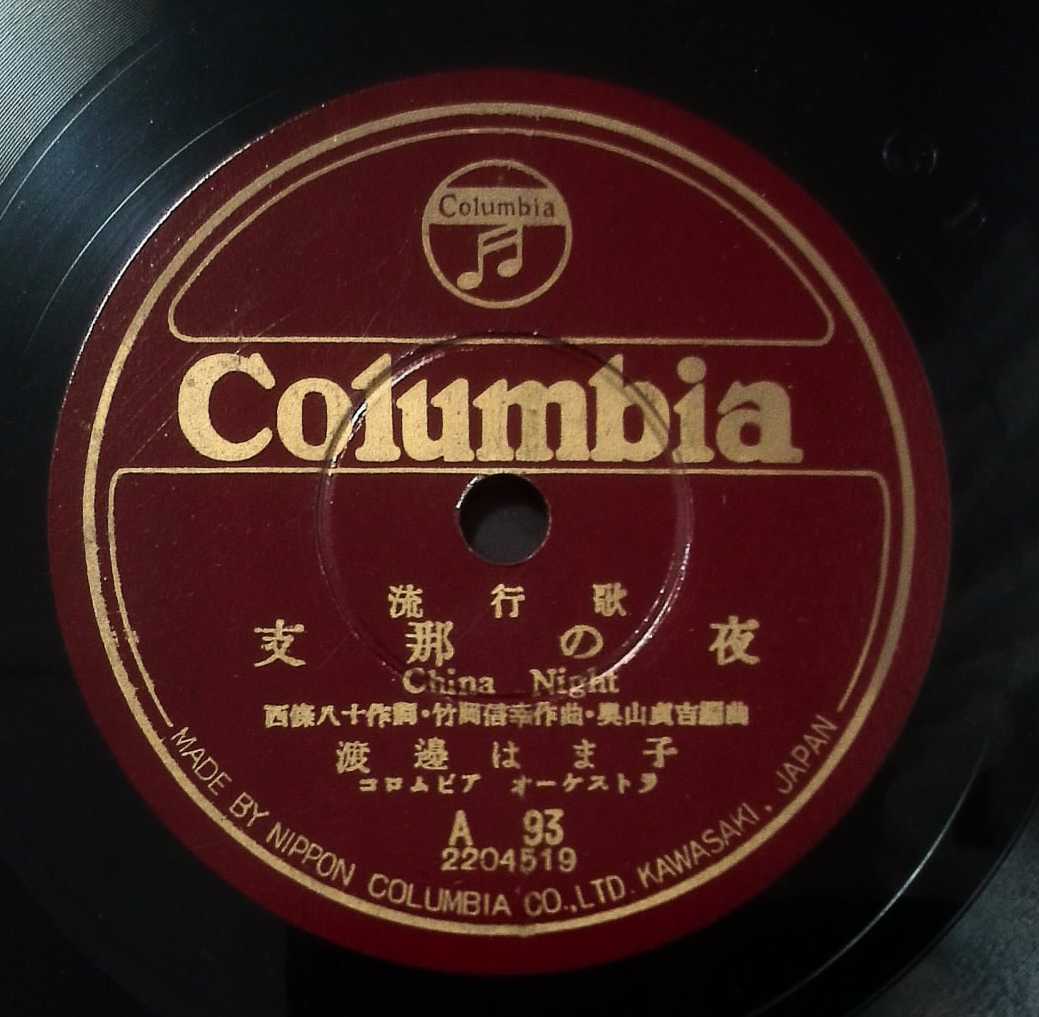 Columbia
Columbia
流行歌
支那の夜
China Night
西條八十作詞・竹岡信幸作曲・奥山貞吉編曲
渡邊はま子
コロムビア オーケストラ
A 93
2204519
MADE BY NIPPON COLUMBIA CO.,LTD. KAWASAKI, JAPAN